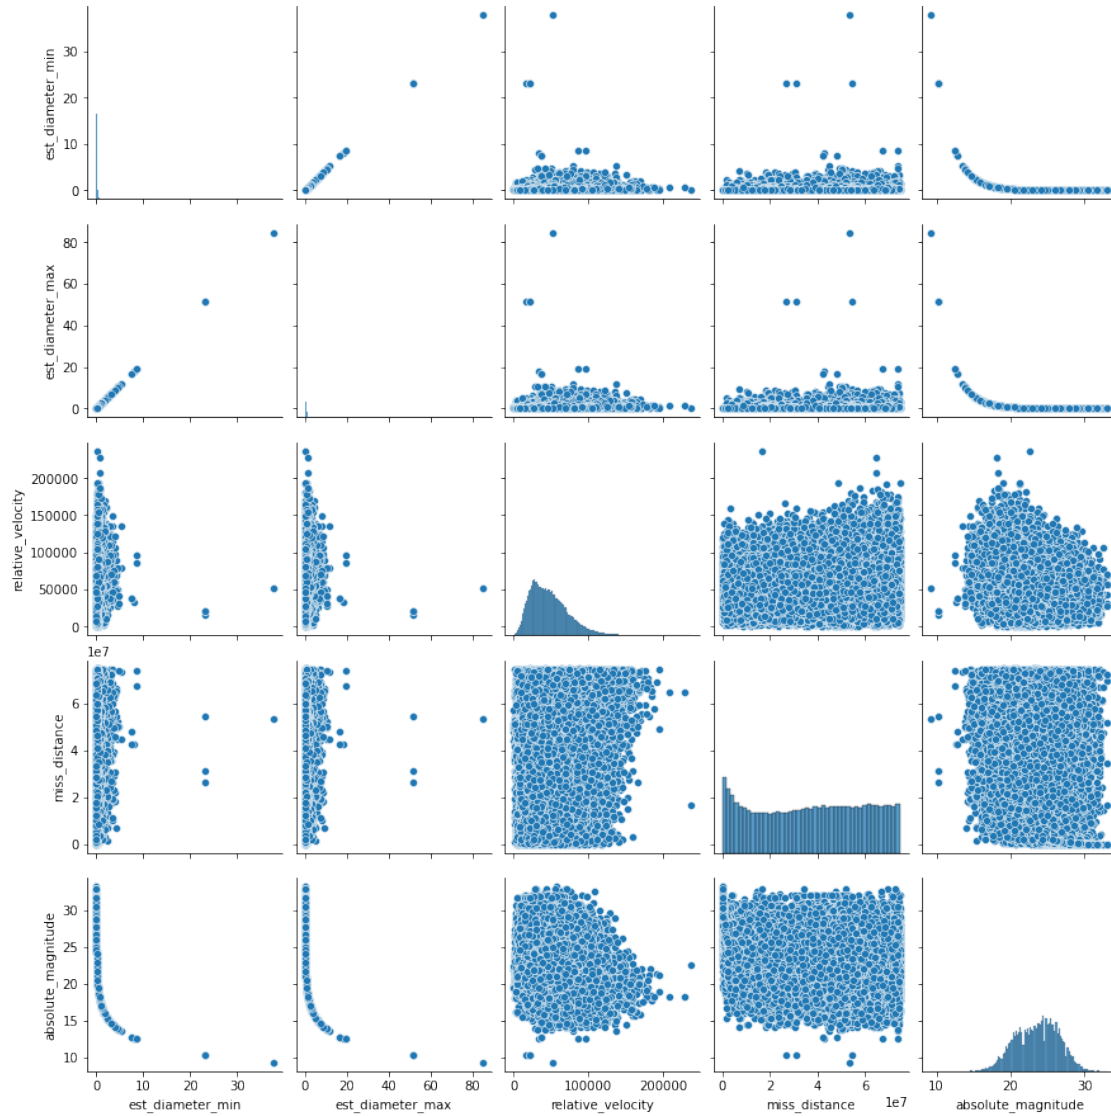 30
20
10
0
est_diameter_min
80
60
40
20
0
est_diameter_max
200000
150000
100000
50000
0
relative_velocity
1e7
6
4
2
0
miss_distance
30
25
20
15
10
absolute_magnitude
0 10 20 30
est_diameter_min
0 20 40 60 80
est_diameter_max
0 100000 200000
relative_velocity
0 2 4 6
1e7
miss_distance
10 20 30
absolute_magnitude